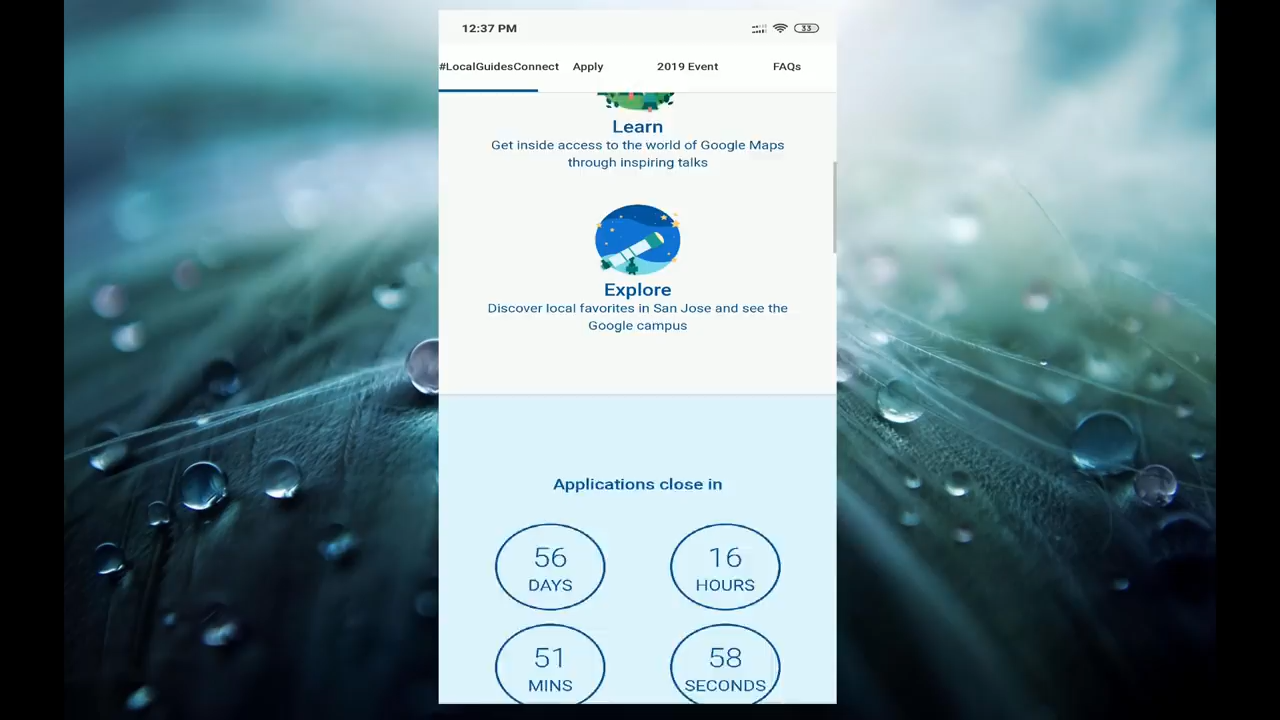 12:37 PM
33
#LocalGuidesConnect Apply 2019 Event FAQs
Learn
Get inside access to the world of Google Maps
through inspiring talks
Explore
Discover local favorites in San Jose and see the
Google campus
Applications close in
56 16
DAYS HOURS
51 58
MINS SECONDS